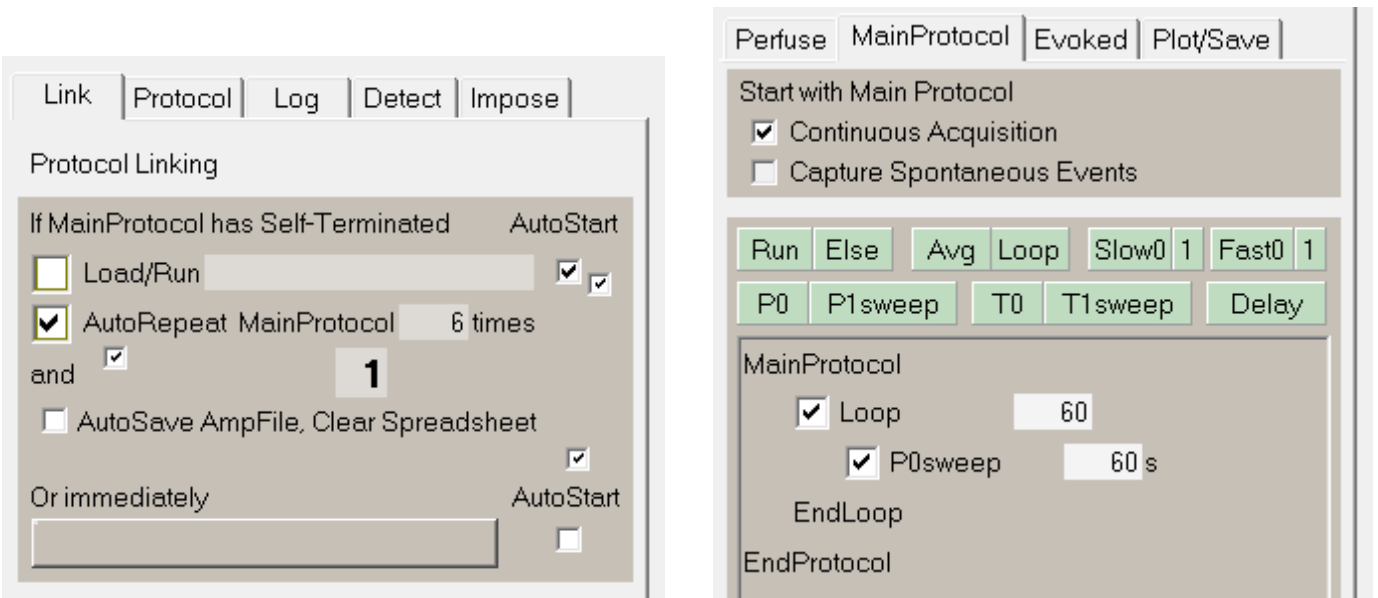 Link Protocol Log Detect Impose
Protocol Linking
If MainProtocol has Self-Terminated AutoStart
Load/Run
AutoRepeat MainProtocol 6 times
and 1
AutoSave AmpFile, Clear Spreadsheet
Or immediately AutoStart
Perfuse MainProtocol Evoked Plot/Save
Start with Main Protocol
Continuous Acquisition
Capture Spontaneous Events
Run Else Avg Loop Slow0 1 Fast0 1
P0 P1sweep T0 T1sweep Delay
MainProtocol
Loop 60
P0sweep 60 s
EndLoop
EndProtocol